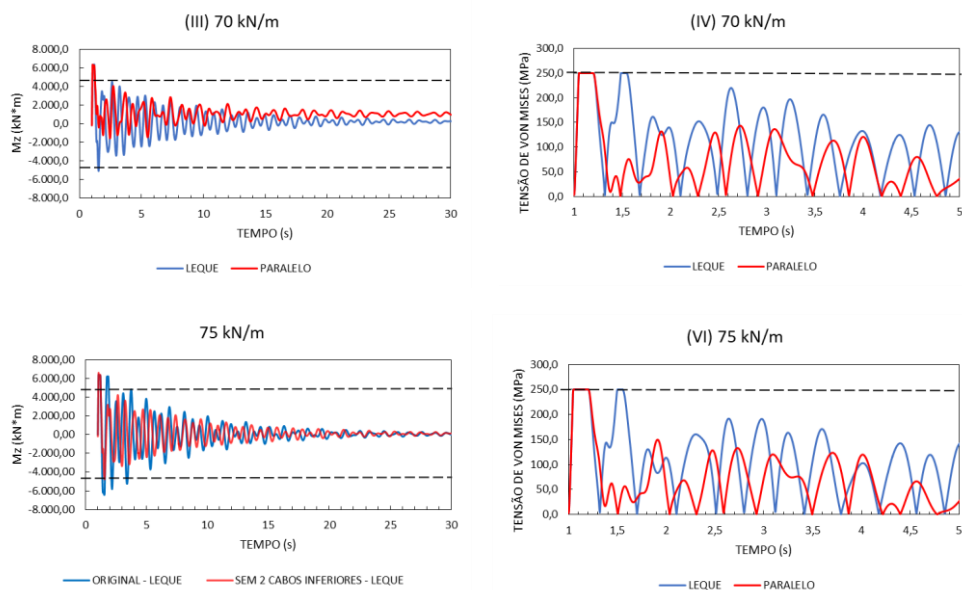 (III) 70 kN/m
8.000,0
6.000,0
4.000,0
2.000,0
0,0
-2.000,0
-4.000,0
-6.000,0
-8.000,0
Mz (kN*m)
0 5 10 15 20 25 30
TEMPO (s)
LEQUE PARALELO
(IV) 70 kN/m
300,0
250,0
200,0
150,0
100,0
50,0
0,0
TENSÃO DE VON MISES (MPa)
1 1,5 2 2,5 3 3,5 4 4,5 5
TEMPO (s)
LEQUE PARALELO
75 kN/m
8.000,00
6.000,00
4.000,00
2.000,00
0,00
-2.000,00
-4.000,00
-6.000,00
-8.000,00
Mz (kN*m)
0 5 10 15 20 25 30
TEMPO (s)
ORIGINAL - LEQUE SEM 2 CABOS INFERIORES - LEQUE
(VI) 75 kN/m
300,0
250,0
200,0
150,0
100,0
50,0
0,0
TENSÃO DE VON MISES (MPa)
1 1,5 2 2,5 3 3,5 4 4,5 5
TEMPO (s)
LEQUE PARALELO